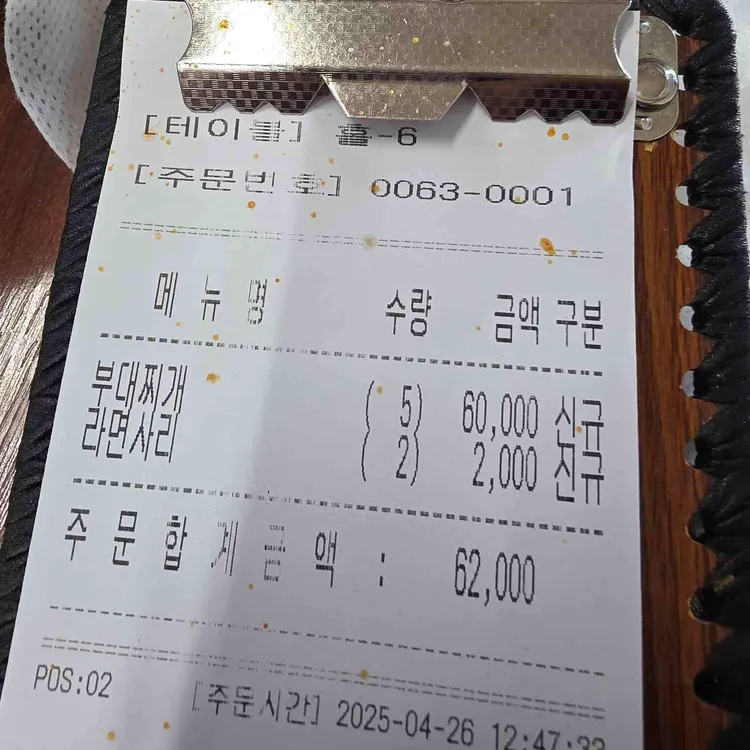 [테이블] 홀-6
[주문번호] 0063-0001
메 뉴 명 수량 금액 구분
부대찌개 ( 5) 60,000 신규
라면사리 ( 2) 2,000 신규
주 문 합 계 금 액 : 62,000
POS:02 [주문시간] 2025-04-26 12:47:32